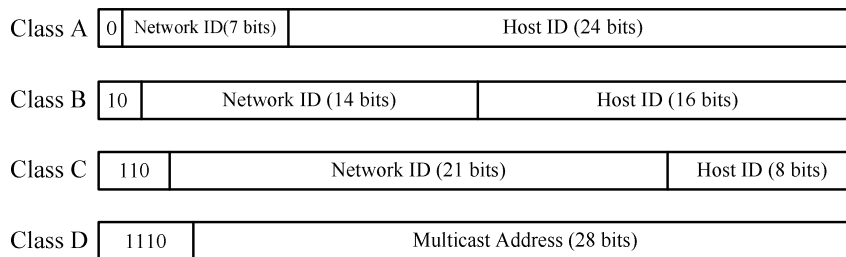 Class A 0 Network ID(7 bits) Host ID (24 bits)
Class B 10 Network ID (14 bits) Host ID (16 bits)
Class C 110 Network ID (21 bits) Host ID (8 bits)
Class D 1110 Multicast Address (28 bits)